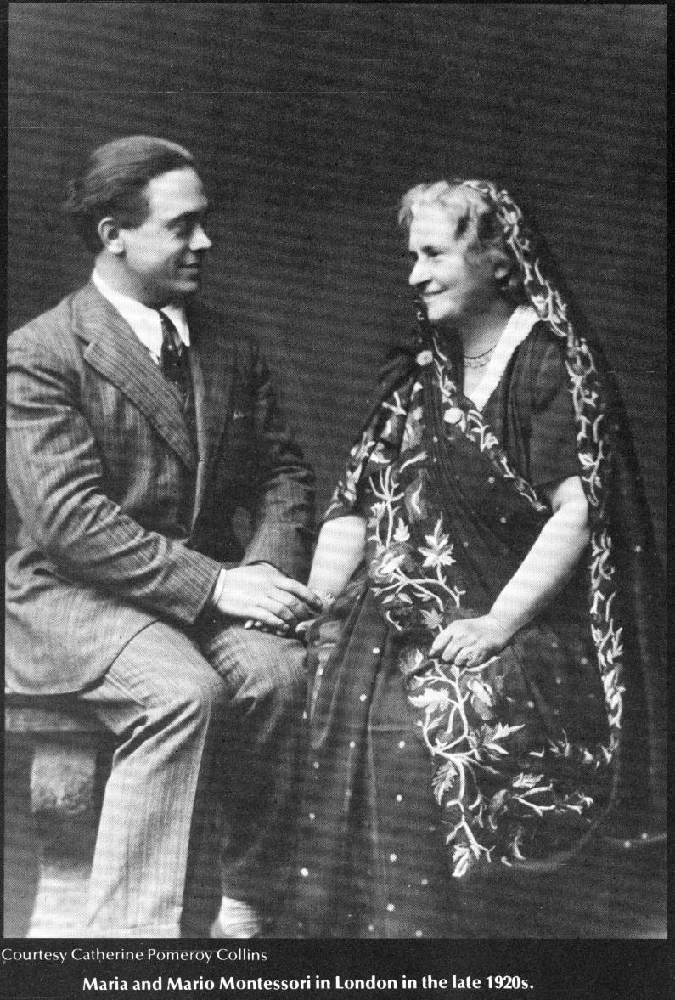 Courtesy Catherine Pomeroy Collins
Maria and Mario Montessori in London in the late 1920s.